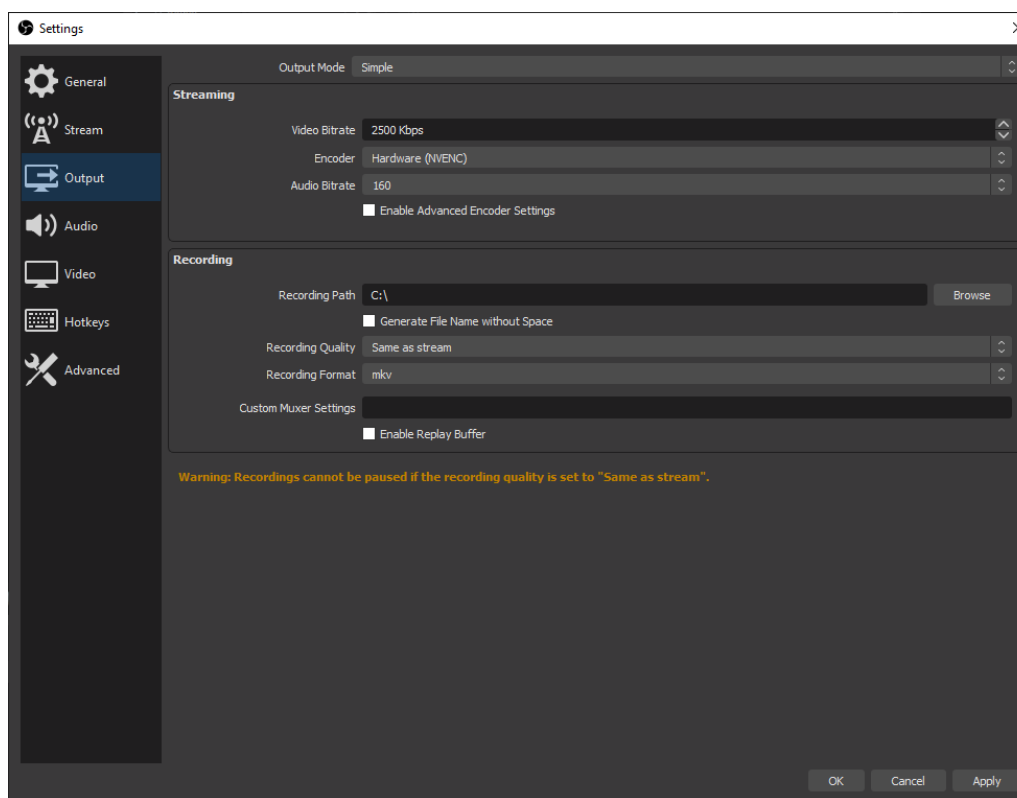 Settings
General
Stream
Output
Audio
Video
Hotkeys
Advanced
Output Mode Simple
Streaming
Video Bitrate 2500 Kbps
Encoder Hardware (NVENC)
Audio Bitrate 160
Enable Advanced Encoder Settings
Recording
Recording Path C:\ Browse
Generate File Name without Space
Recording Quality Same as stream
Recording Format mkv
Custom Muxer Settings
Enable Replay Buffer
Warning: Recordings cannot be paused if the recording quality is set to "Same as stream".
OK Cancel Apply